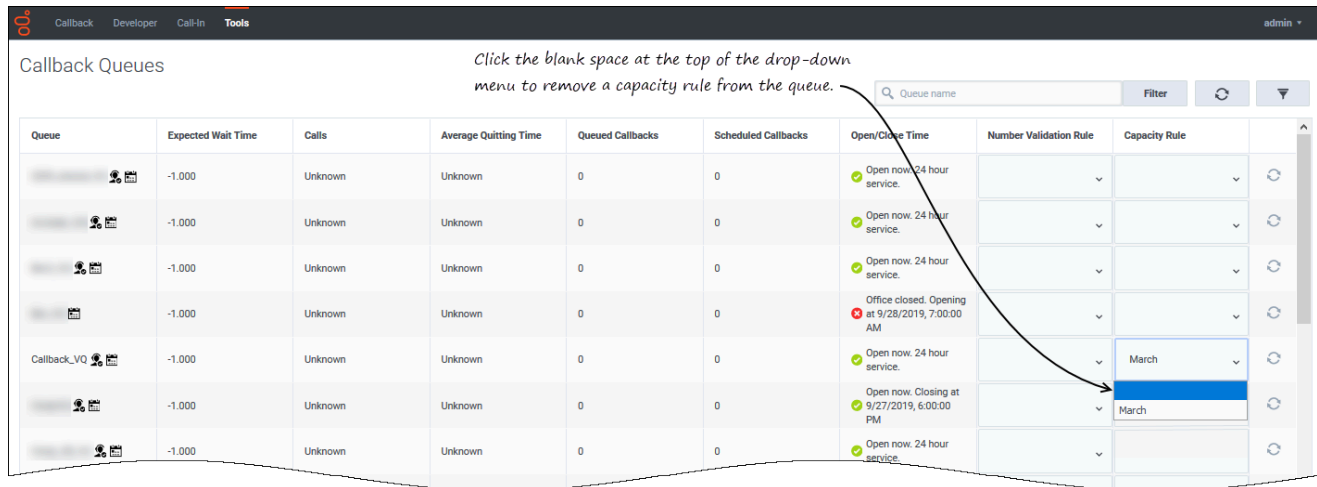 Callback Developer Call-In Tools admin
Callback Queues
Click the blank space at the top of the drop-down
menu to remove a capacity rule from the queue.
Queue name Filter
Queue Expected Wait Time Calls Average Quitting Time Queued Callbacks Scheduled Callbacks Open/Close Time Number Validation Rule Capacity Rule
-1.000 Unknown Unknown 0 0 Open now. 24 hour
service.
-1.000 Unknown Unknown 0 0 Open now. 24 hour
service.
-1.000 Unknown Unknown 0 0 Open now. 24 hour
service.
Office closed. Opening
-1.000 Unknown Unknown 0 0 at 9/28/2019, 7:00:00
AM
Callback_VQ -1.000 Unknown Unknown 0 0 Open now. 24 hour March
service.
Open now. Closing at
-1.000 Unknown Unknown 0 0 9/27/2019, 6:00:00 March
PM
-1.000 Unknown Unknown 0 0 Open now. 24 hour
service.